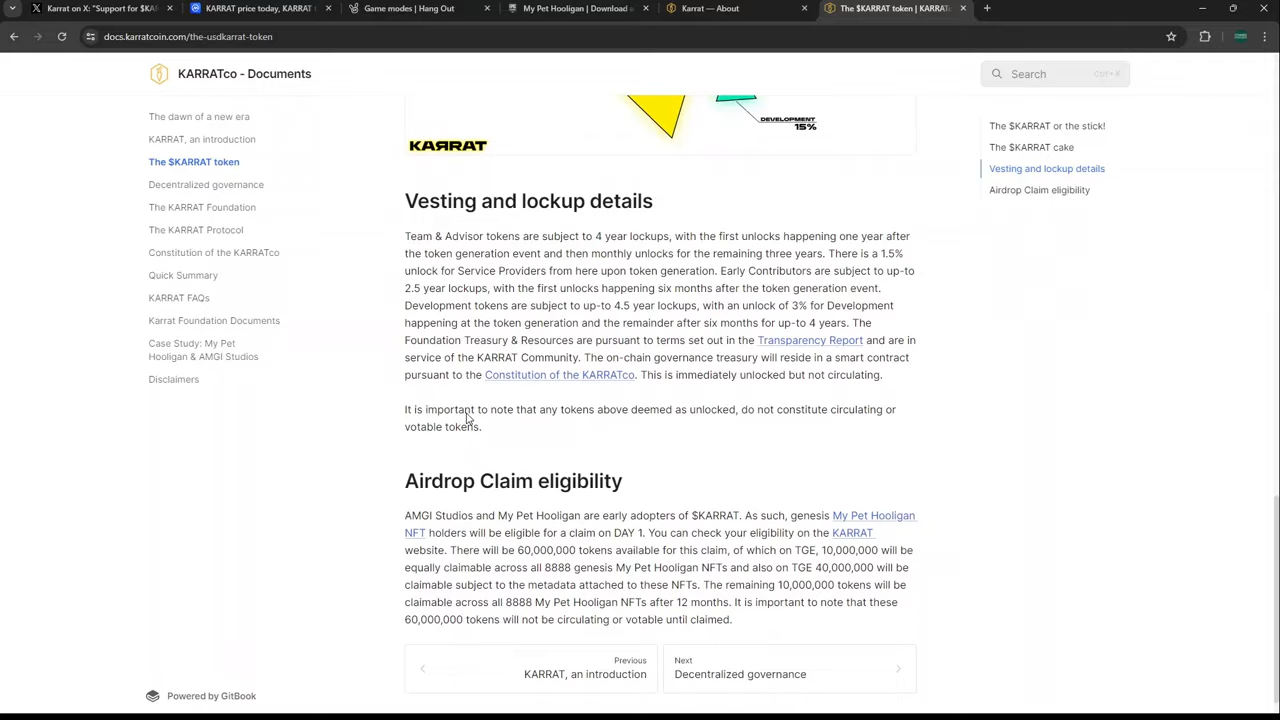 Karrat on X: "Support for $KAF
KARRAT price today, KARRAT
Game modes | Hang Out
My Pet Hooligan | Download
Karrat — About
The $KARRAT token | KARRAT
docs.karratcoin.com/the-usdkarrat-token
KARRATco - Documents
Search
Ctrl+K
The dawn of a new era
KARRAT, an introduction
The $KARRAT token
Decentralized governance
The KARRAT Foundation
The KARRAT Protocol
Constitution of the KARRATco
Quick Summary
KARRAT FAQs
Karrat Foundation Documents
Case Study: My Pet
Hooligan & AMGI Studios
Disclaimers
Powered by GitBook
DEVELOPMENT
15%
KARRAT
Vesting and lockup details
Team & Advisor tokens are subject to 4 year lockups, with the first unlocks happening one year after
the token generation event and then monthly unlocks for the remaining three years. There is a 1.5%
unlock for Service Providers from here upon token generation. Early Contributors are subject to up-to
2.5 year lockups, with the first unlocks happening six months after the token generation event.
Development tokens are subject to up-to 4.5 year lockups, with an unlock of 3% for Development
happening at the token generation and the remainder after six months for up-to 4 years. The
Foundation Treasury & Resources are pursuant to terms set out in the Transparency Report and are in
service of the KARRAT Community. The on-chain governance treasury will reside in a smart contract
pursuant to the Constitution of the KARRATco. This is immediately unlocked but not circulating.
It is important to note that any tokens above deemed as unlocked, do not constitute circulating or
votable tokens.
Airdrop Claim eligibility
AMGI Studios and My Pet Hooligan are early adopters of $KARRAT. As such, genesis My Pet Hooligan
NFT holders will be eligible for a claim on DAY 1. You can check your eligibility on the KARRAT
website. There will be 60,000,000 tokens available for this claim, of which on TGE, 10,000,000 will be
equally claimable across all 8888 genesis My Pet Hooligan NFTs and also on TGE 40,000,000 will be
claimable subject to the metadata attached to these NFTs. The remaining 10,000,000 tokens will be
claimable across all 8888 My Pet Hooligan NFTs after 12 months. It is important to note that these
60,000,000 tokens will not be circulating or votable until claimed.
Previous
KARRAT, an introduction
Next
Decentralized governance
The $KARRAT or the stick!
The $KARRAT cake
Vesting and lockup details
Airdrop Claim eligibility